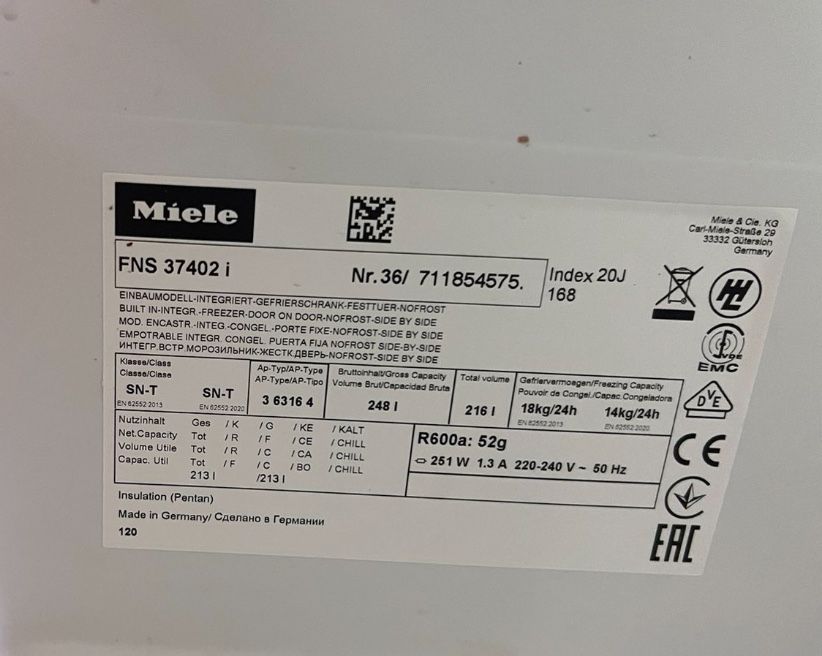 Miele
Miele & Cie. KG
Carl-Miele-Straße 29
33332 Gütersloh
Germany
FNS 37402 i
Nr.36/ 711854575.
Index 20J
168
EINBAUMODELL-INTEGRIERT-GEFRIERSCHRANK-FESTTUER-NOFROST
BUILT IN-INTEGR.-FREEZER-DOOR ON DOOR-NOFROST-SIDE BY SIDE
MOD. ENCASTR.-INTEG.-CONGEL.-PORTE FIXE-NOFROST-SIDE BY SIDE
EMPOTRABLE INTEGR. CONGEL. PUERTA FIJA NOFROST SIDE-BY-SIDE
ИНТЕГР.ВСТР.МОРОЗИЛЬНИК-ЖЕСТК.ДВЕРЬ-NOFROST-SIDE BY SIDE
Klasse/Class
Classe/Clase
SN-T SN-T
EN 62552:2013 EN 62552:2020
Ap-Typ/AP-Type
AP-Type/AP-Tipo
3 6316 4
Bruttoinhalt/Gross Capacity
Volume Brut/Capacidad Bruta
248 l
Total volume
216 l
Gefriervermoegen/Freezing Capacity
Pouvoir de Congel./Capac.Congeladora
18kg/24h 14kg/24h
EN 62552:2013 EN 62552:2020
Nutzinhalt Ges / K / G / KE / KALT
Net.Capacity Tot / R / F / CE / CHILL
Volume Utile Tot / R / C / CA / CHILL
Capac. Util Tot / F / C / BO / CHILL
213 l /213 l
R600a: 52g
251 W 1.3 A 220-240 V ~ 50 Hz
Insulation (Pentan)
Made in Germany/ Сделано в Германии
120
VDE
EMC
DVE
CE
EAC